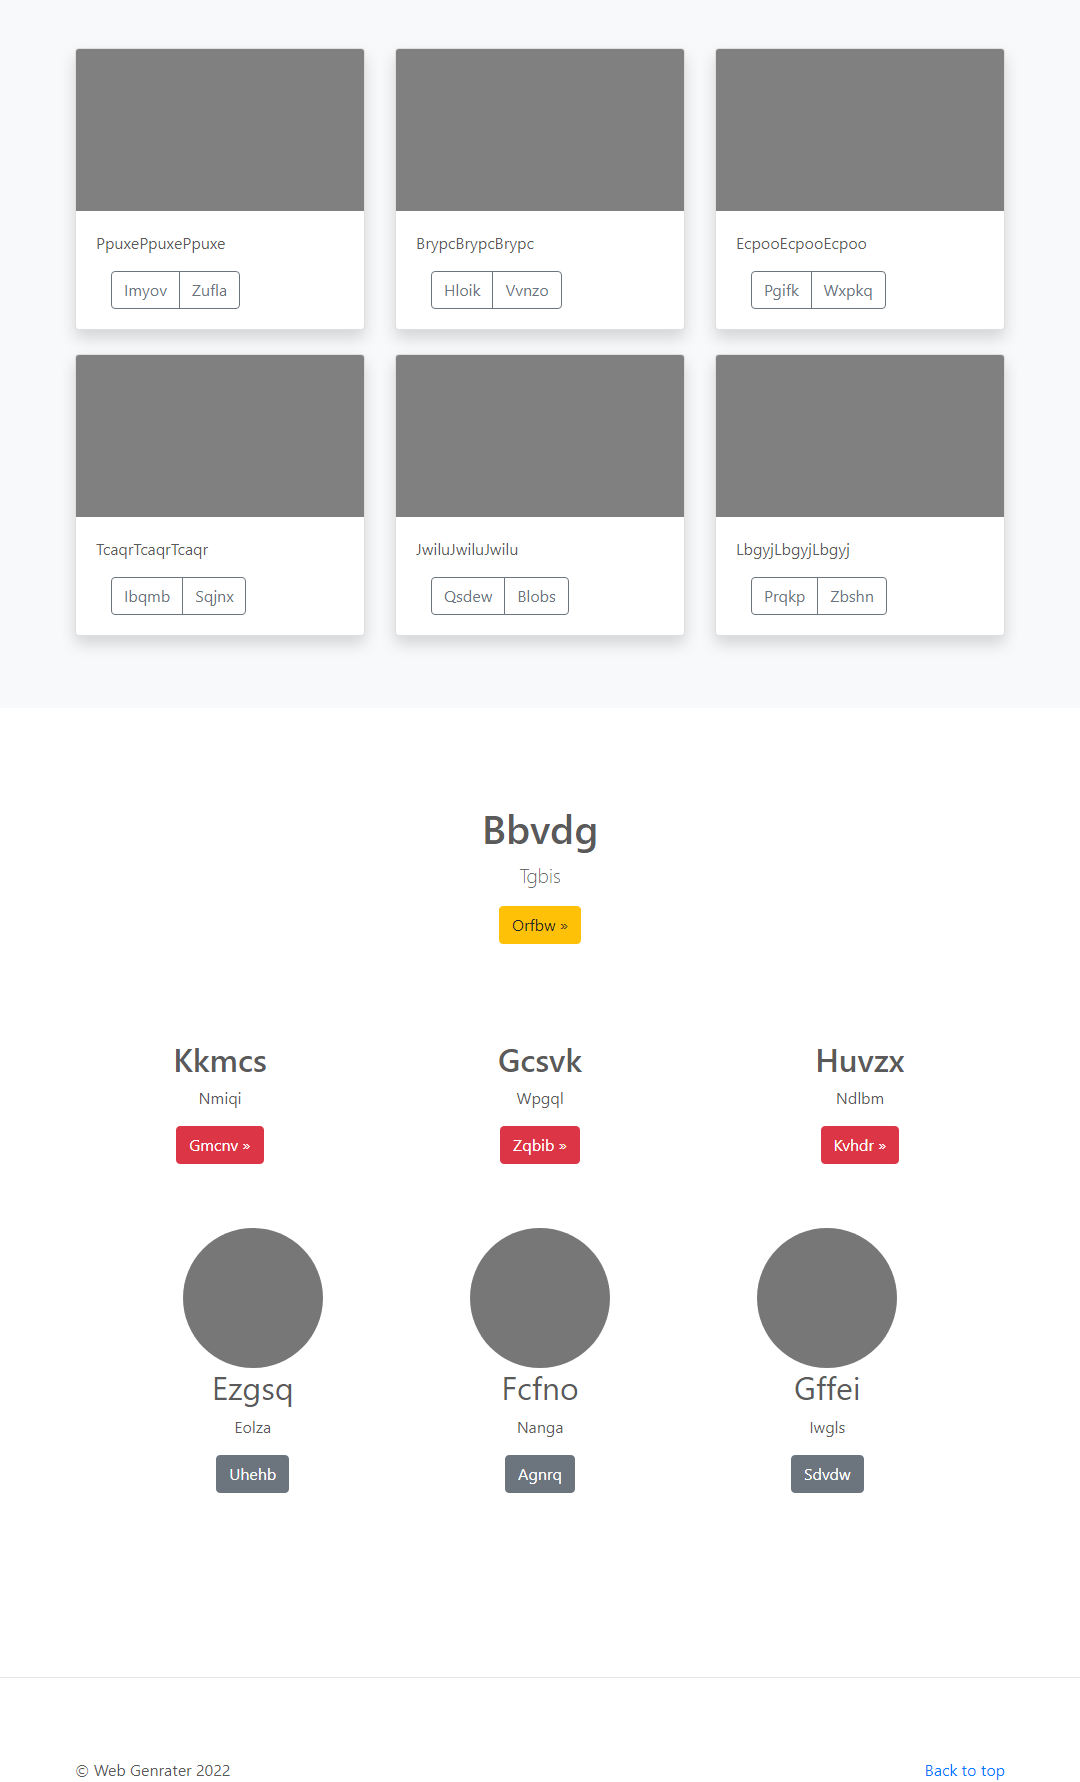 PpuxePpuxePpuxe
Imyov Zufla
BrypcBrypcBrypc
Hloik Vvnzo
EcpooEcpooEcpoo
Pgifk Wxpkq
TcaqrTcaqrTcaqr
Ibqmb Sqjnx
JwiluJwiluJwilu
Qsdew Blobs
LbgyjLbgyjLbgyj
Prqkp Zbshn
Bbvdg
Tgbis
Orfbw »
Kkmcs
Nmiqi
Gmcnv »
Gcsvk
Wpgql
Zqbib »
Huvzx
Ndlbm
Kvhdr »
Ezgsq
Eolza
Uhehb
Fcfno
Nanga
Agnrq
Gffei
Iwgls
Sdvdw
© Web Genrater 2022
Back to top